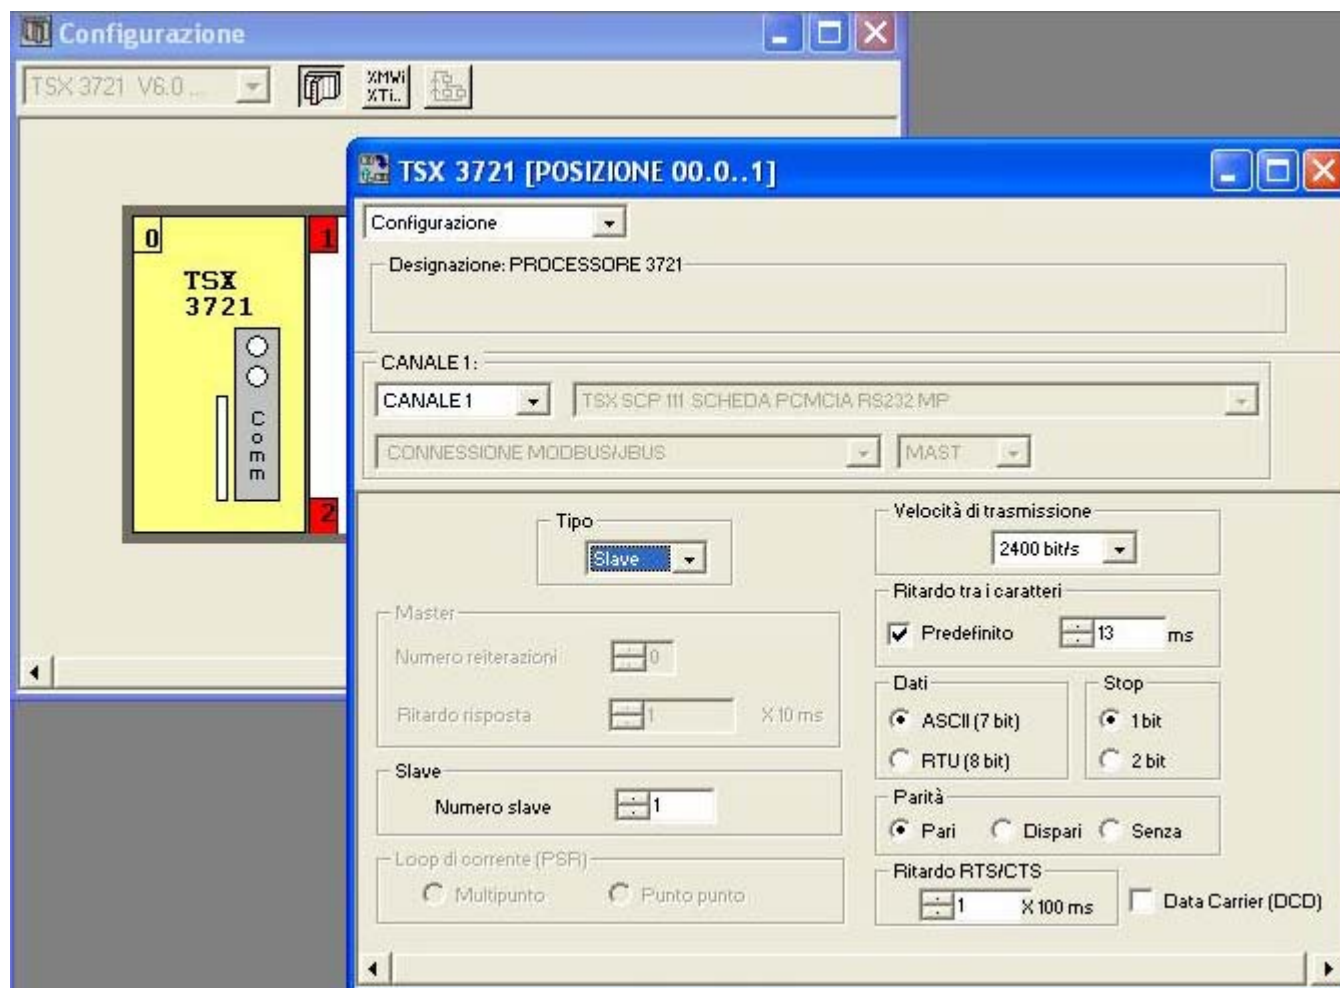 Configurazione
TSX 3721 V6.0 ...
%MWi
%Ti..
TSX 3721 [POSIZIONE 00.0..1]
0
1
TSX
3721
Comm
2
Configurazione
Designazione: PROCESSORE 3721
CANALE 1:
CANALE 1
TSX SCP 111 SCHEDA PCMCIA RS232 MP
CONNESSIONE MODBUS/JBUS
MAST
Tipo
Slave
Master
Numero reiterazioni 0
Ritardo risposta 1 X 10 ms
Slave
Numero slave 1
Loop di corrente (PSR)
Multipunto Punto punto
Velocità di trasmissione
2400 bit/s
Ritardo tra i caratteri
Predefinito 13 ms
Dati
ASCII (7 bit)
RTU (8 bit)
Stop
1 bit
2 bit
Parità
Pari Dispari Senza
Ritardo RTS/CTS
1 X 100 ms
Data Carrier (DCD)